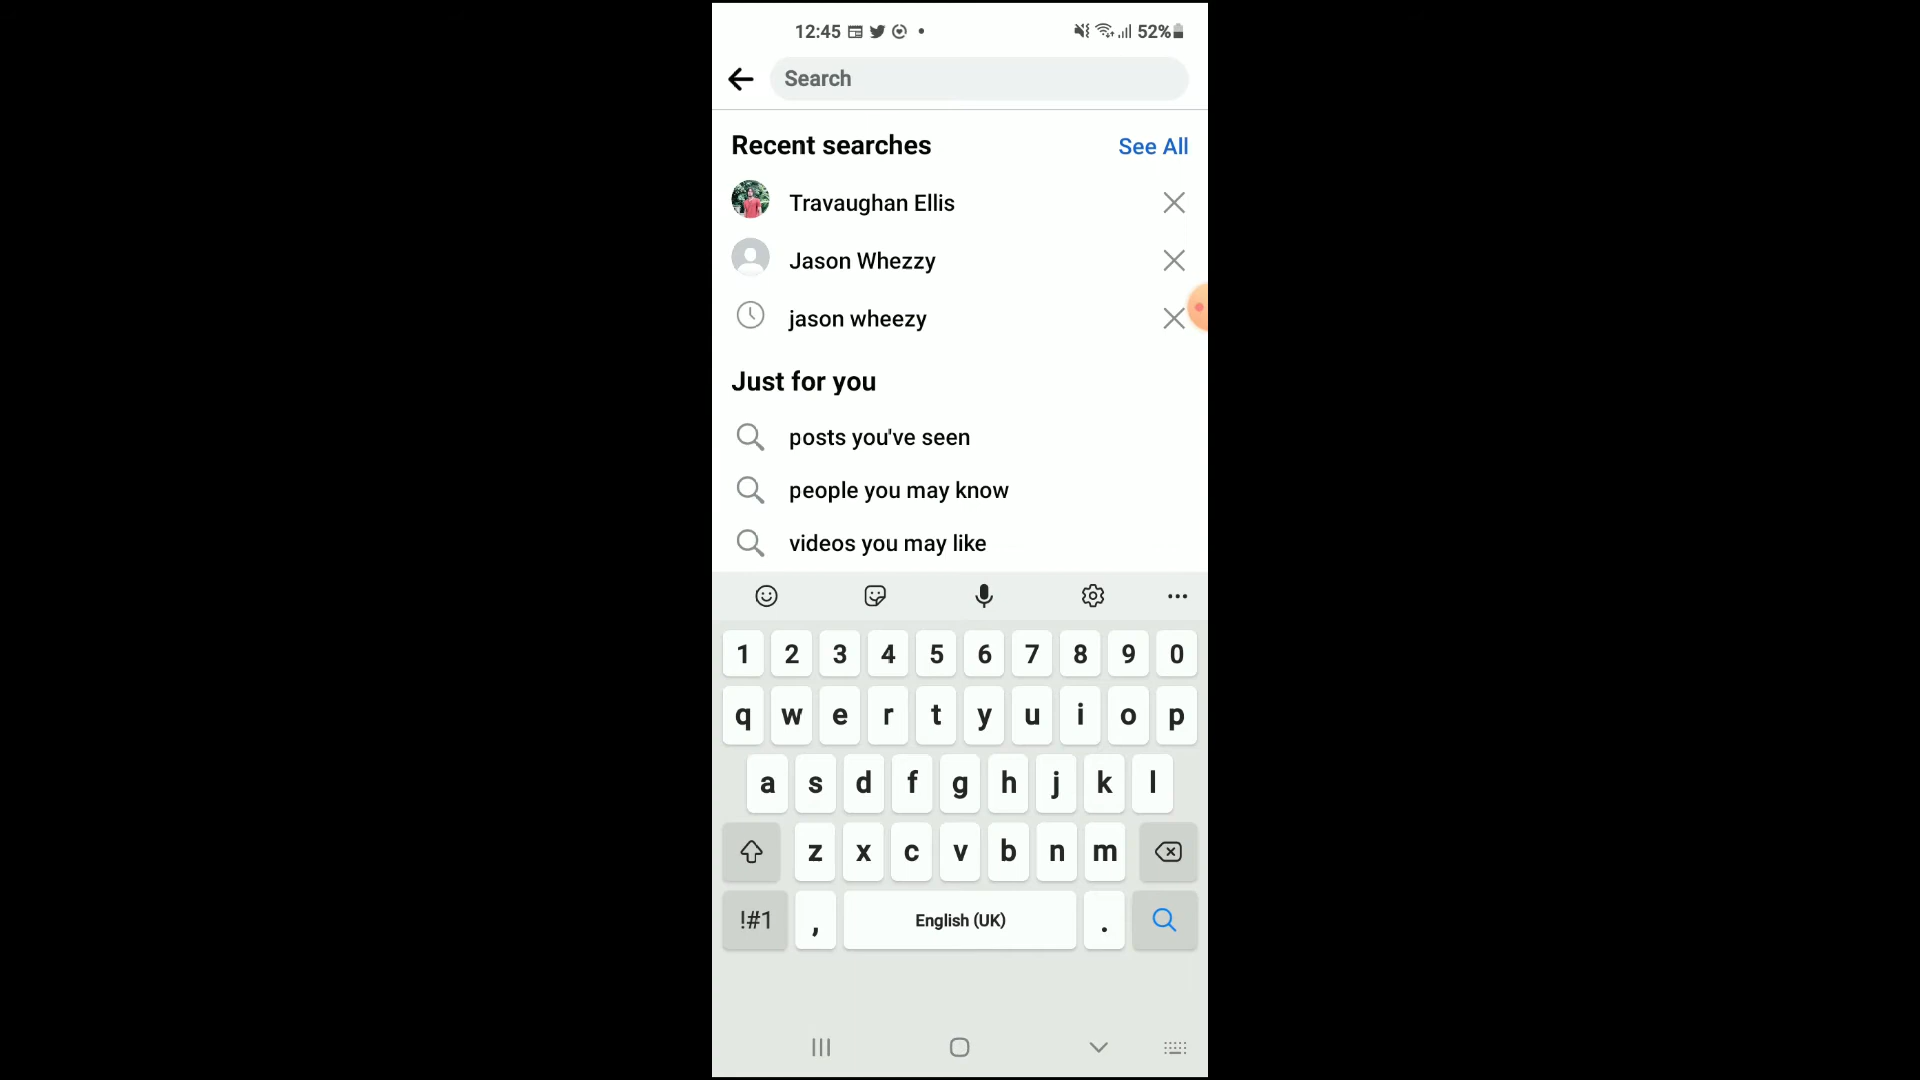 12:45 52%
Search
Recent searches See All
Travaughan Ellis
Jason Whezzy
jason wheezy
Just for you
posts you've seen
people you may know
videos you may like
1 2 3 4 5 6 7 8 9 0
q w e r t y u i o p
a s d f g h j k l
z x c v b n m
!#1 , English (UK) .